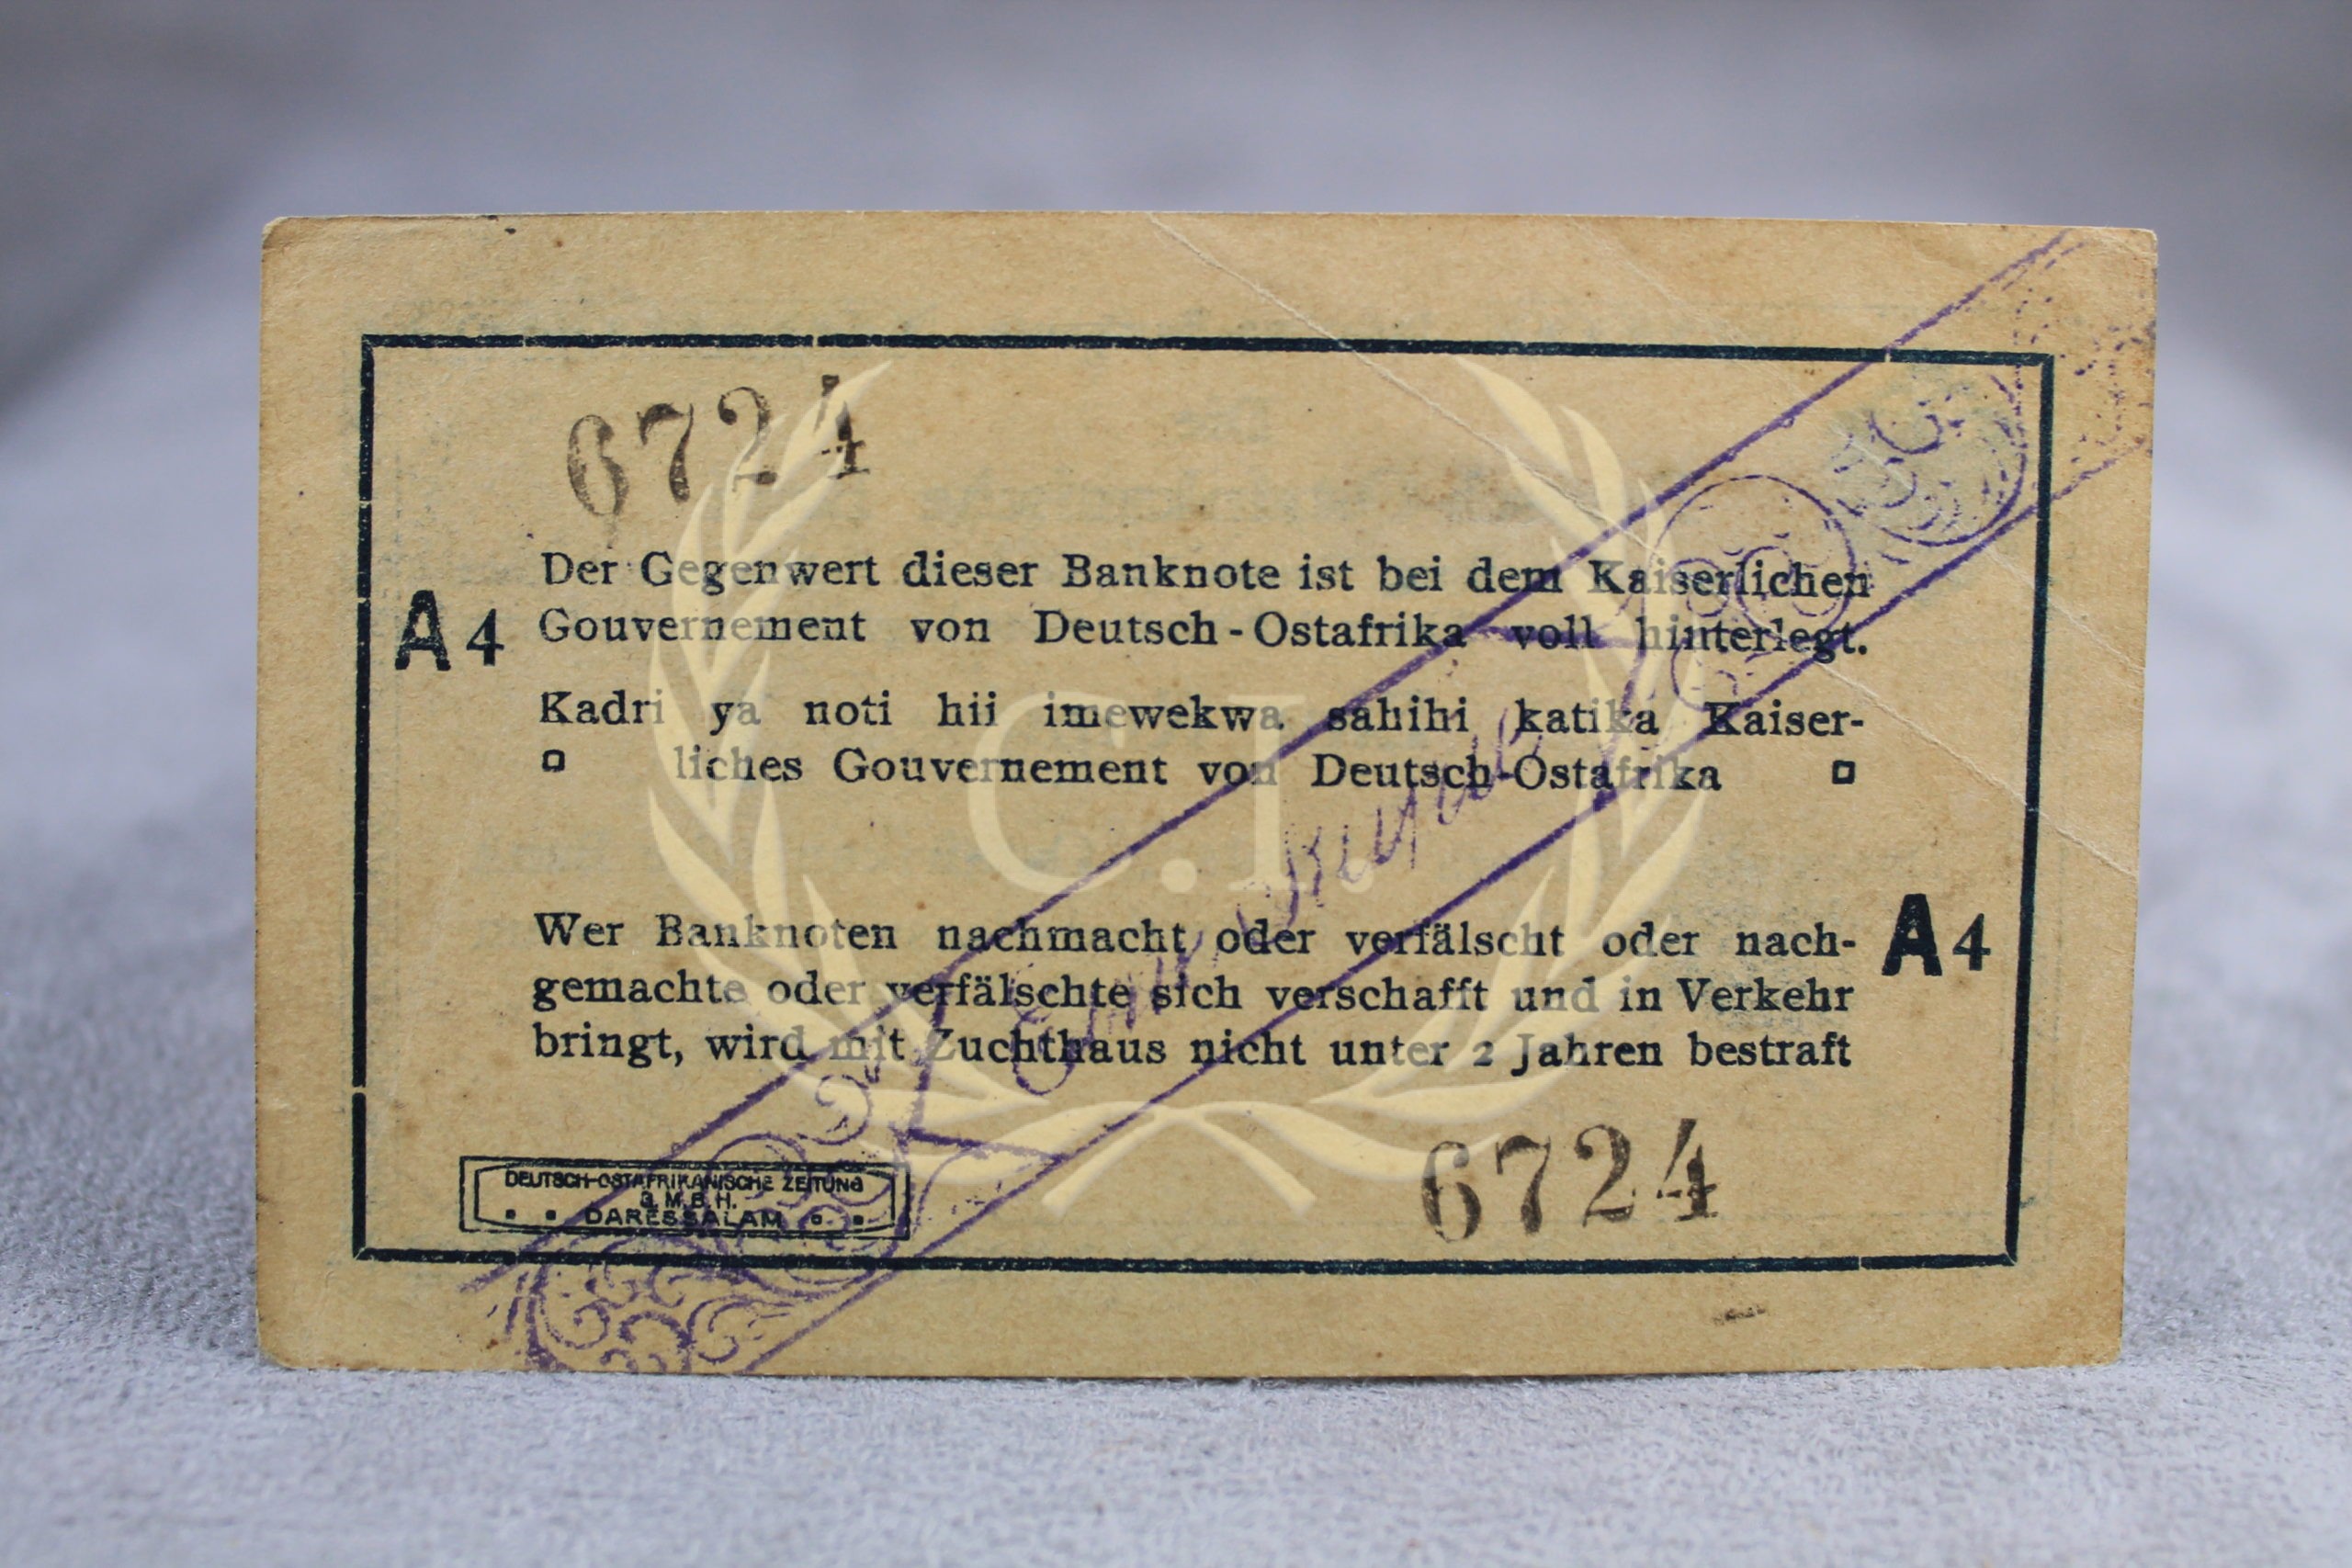 6724
Der Gegenwert dieser Banknote ist bei dem Kaiserlichen
A4 Gouvernement von Deutsch-Ostafrika voll hinterlegt.
Kadri ya noti hii imewekwa sahihi katika Kaiser-
liches Gouvernement von Deutsch-Ostafrika
C.I.
Wer Banknoten nachmacht oder verfälscht oder nach- A4
gemachte oder verfälschte sich verschafft und in Verkehr
bringt, wird mit Zuchthaus nicht unter 2 Jahren bestraft
DEUTSCH-OSTAFRIKANISCHE ZEITUNG
G.M.B.H.
DARESSALAM
6724